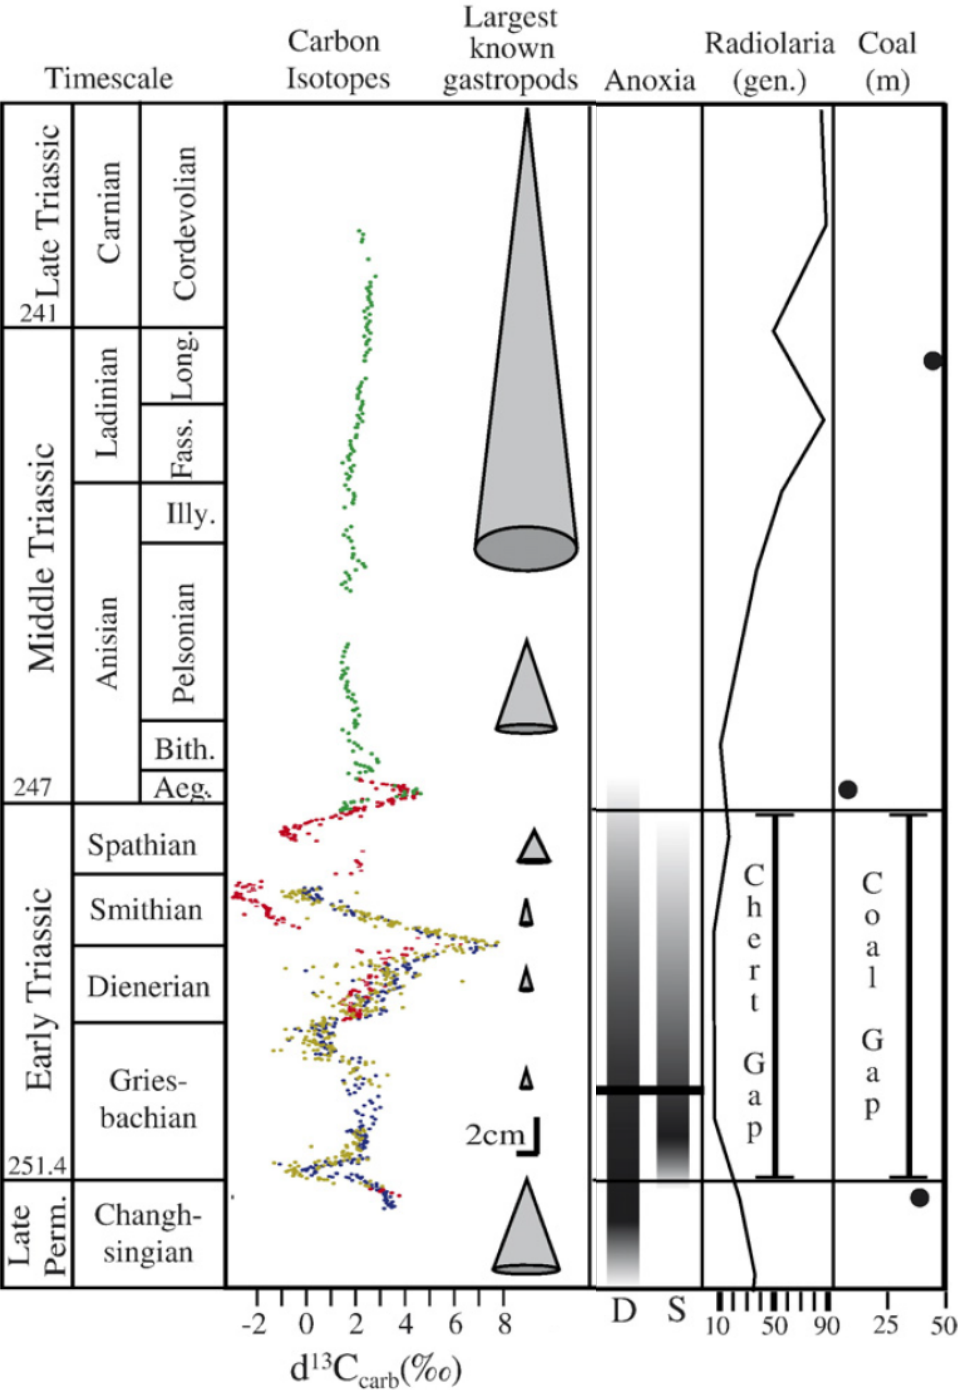 Timescale
Carbon
Isotopes
Largest
known
gastropods
Anoxia
Radiolaria
(gen.)
Coal
(m)
Late Triassic
241
Carnian
Cordevolian
Middle Triassic
247
Ladinian
Long.
Fass.
Anisian
Illy.
Pelsonian
Bith.
Aeg.
Early Triassic
251.4
Spathian
Smithian
Dienerian
Gries-
bachian
Late
Perm.
Changh-
singian
2cm
Chert Gap
Coal Gap
-2 0 2 4 6 8
d¹³Ccarb(‰)
D S
10 50 90
25 50